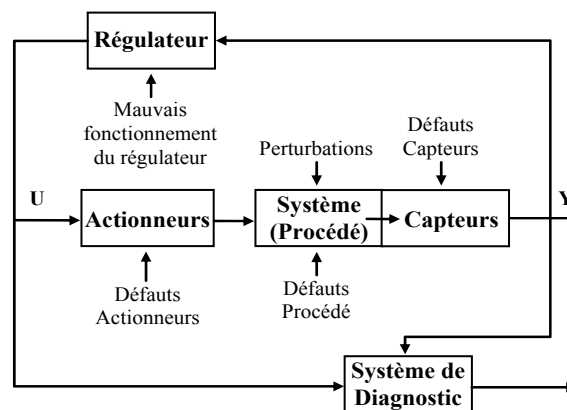 Régulateur
Mauvais
fonctionnement
du régulateur
Perturbations
Défauts
Capteurs
U
Actionneurs
Système
(Procédé)
Capteurs
Y
Défauts
Actionneurs
Défauts
Procédé
Système de
Diagnostic